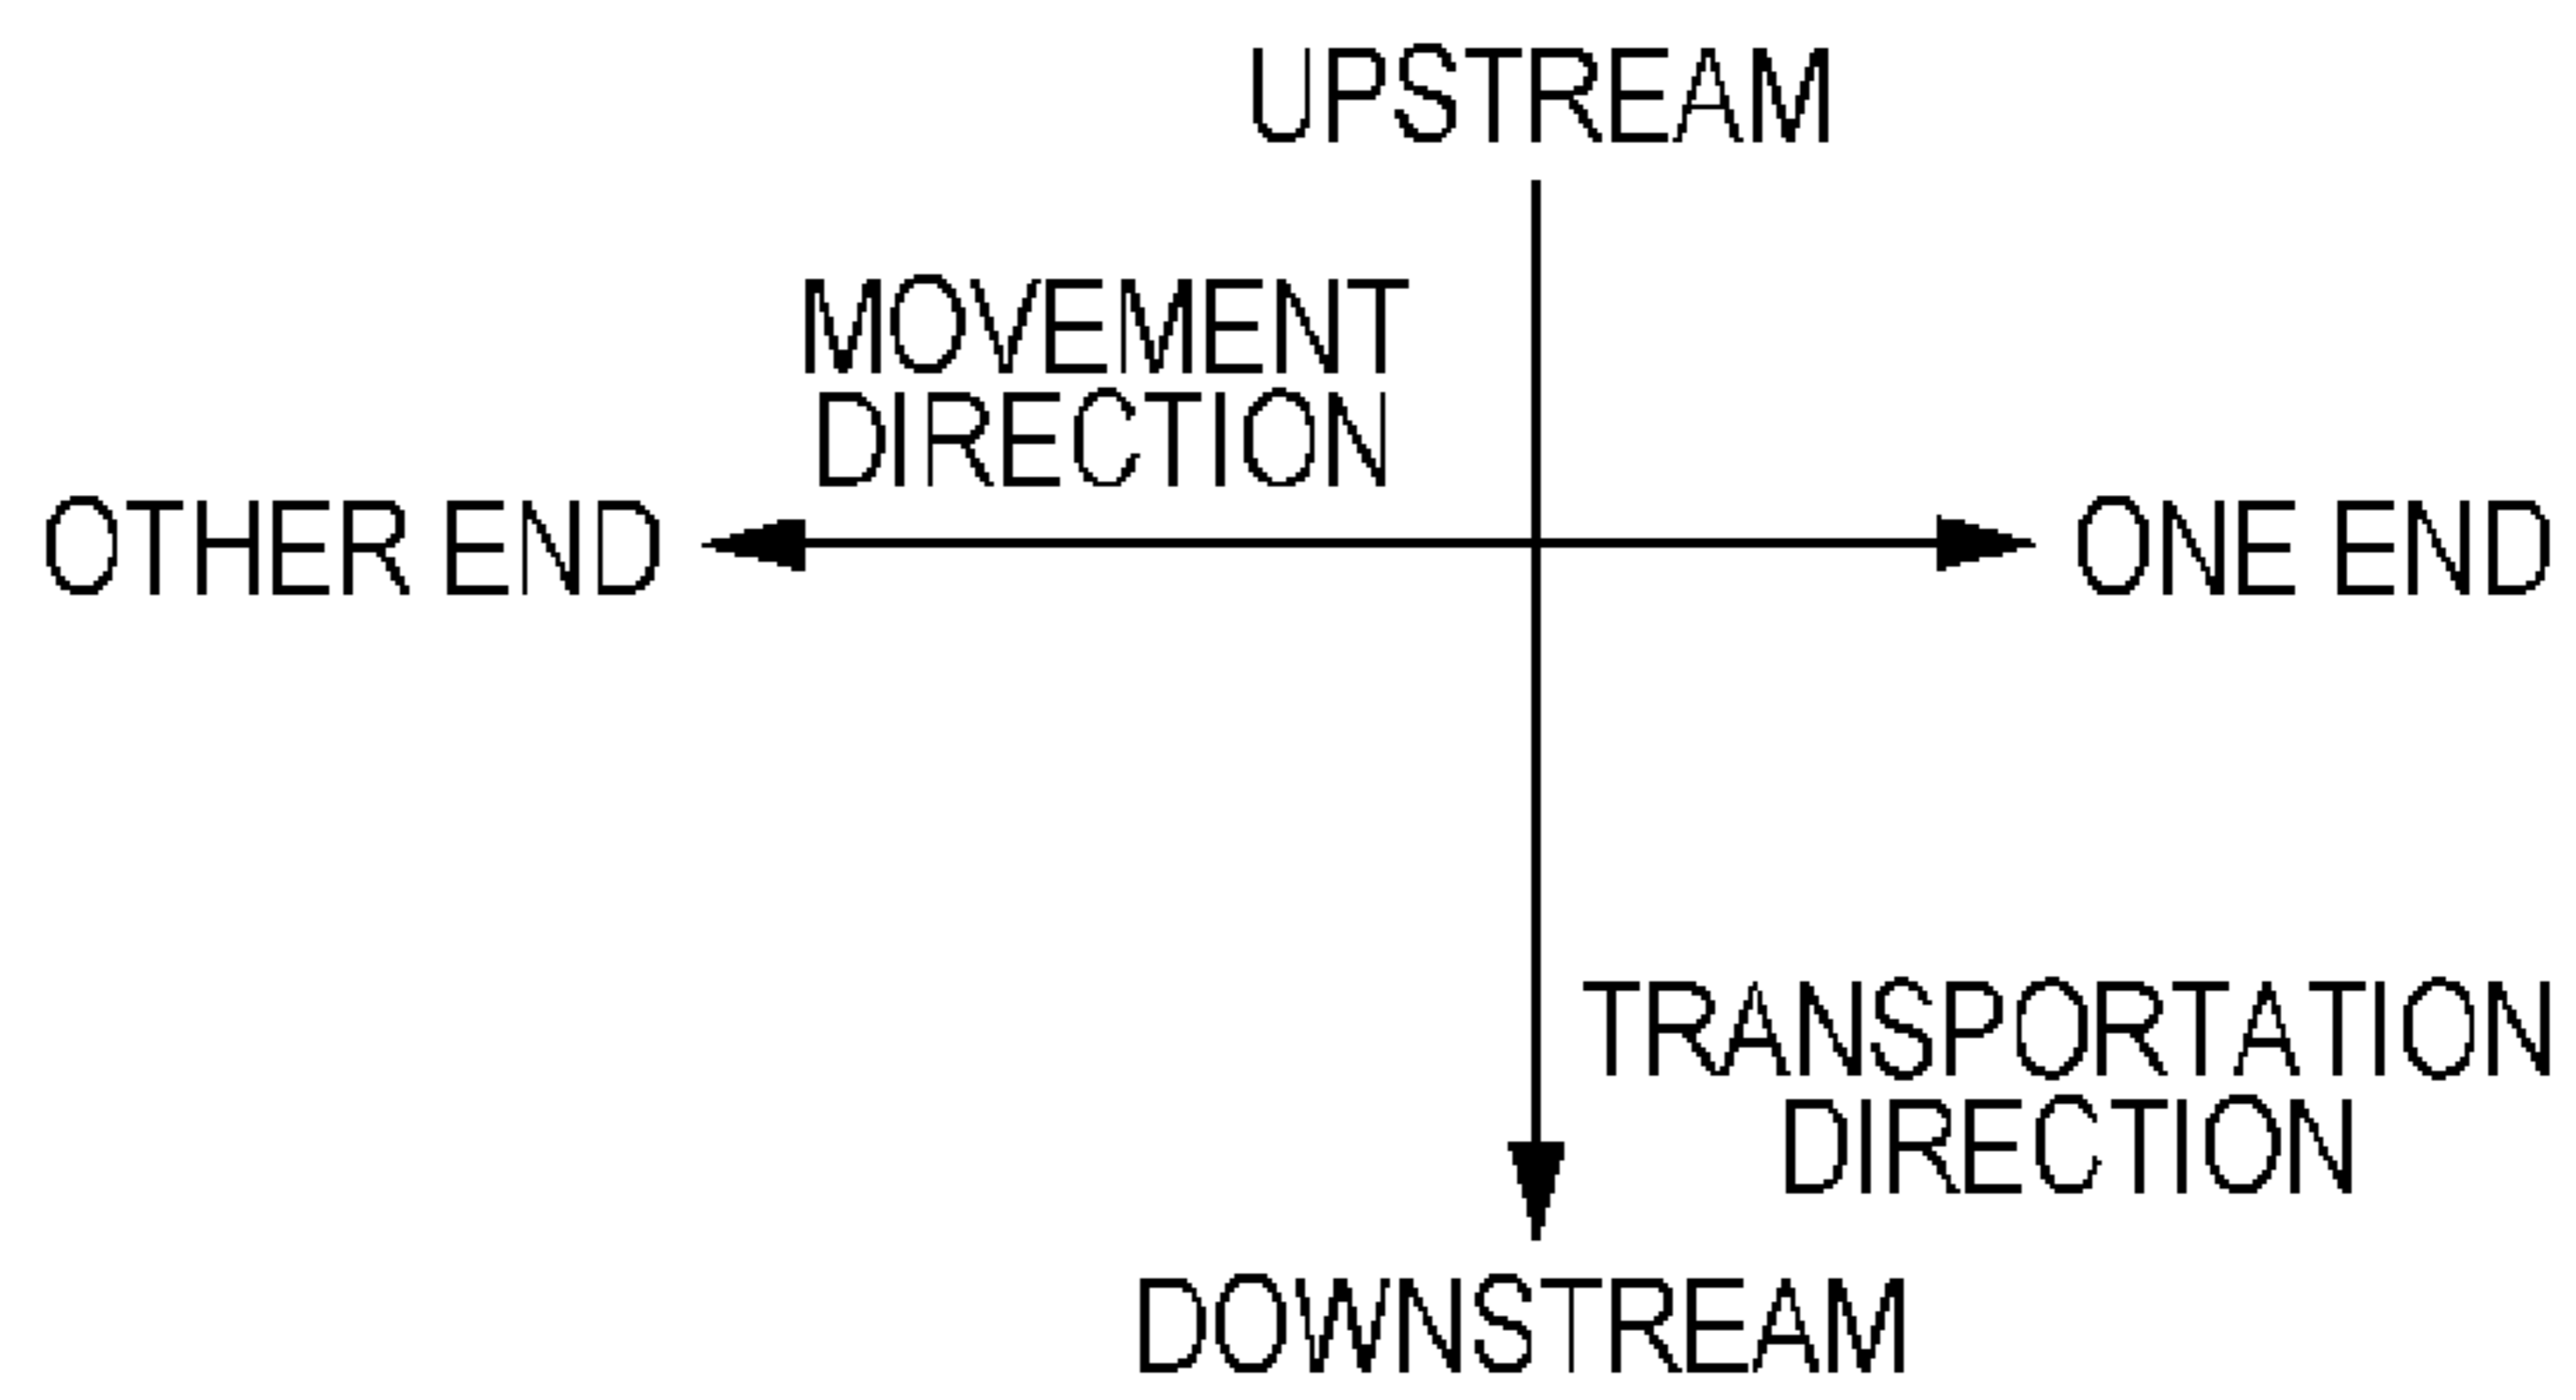 UPSTREAM
MOVEMENT
DIRECTION
OTHER END
ONE END
TRANSPORTATION
DIRECTION
DOWNSTREAM